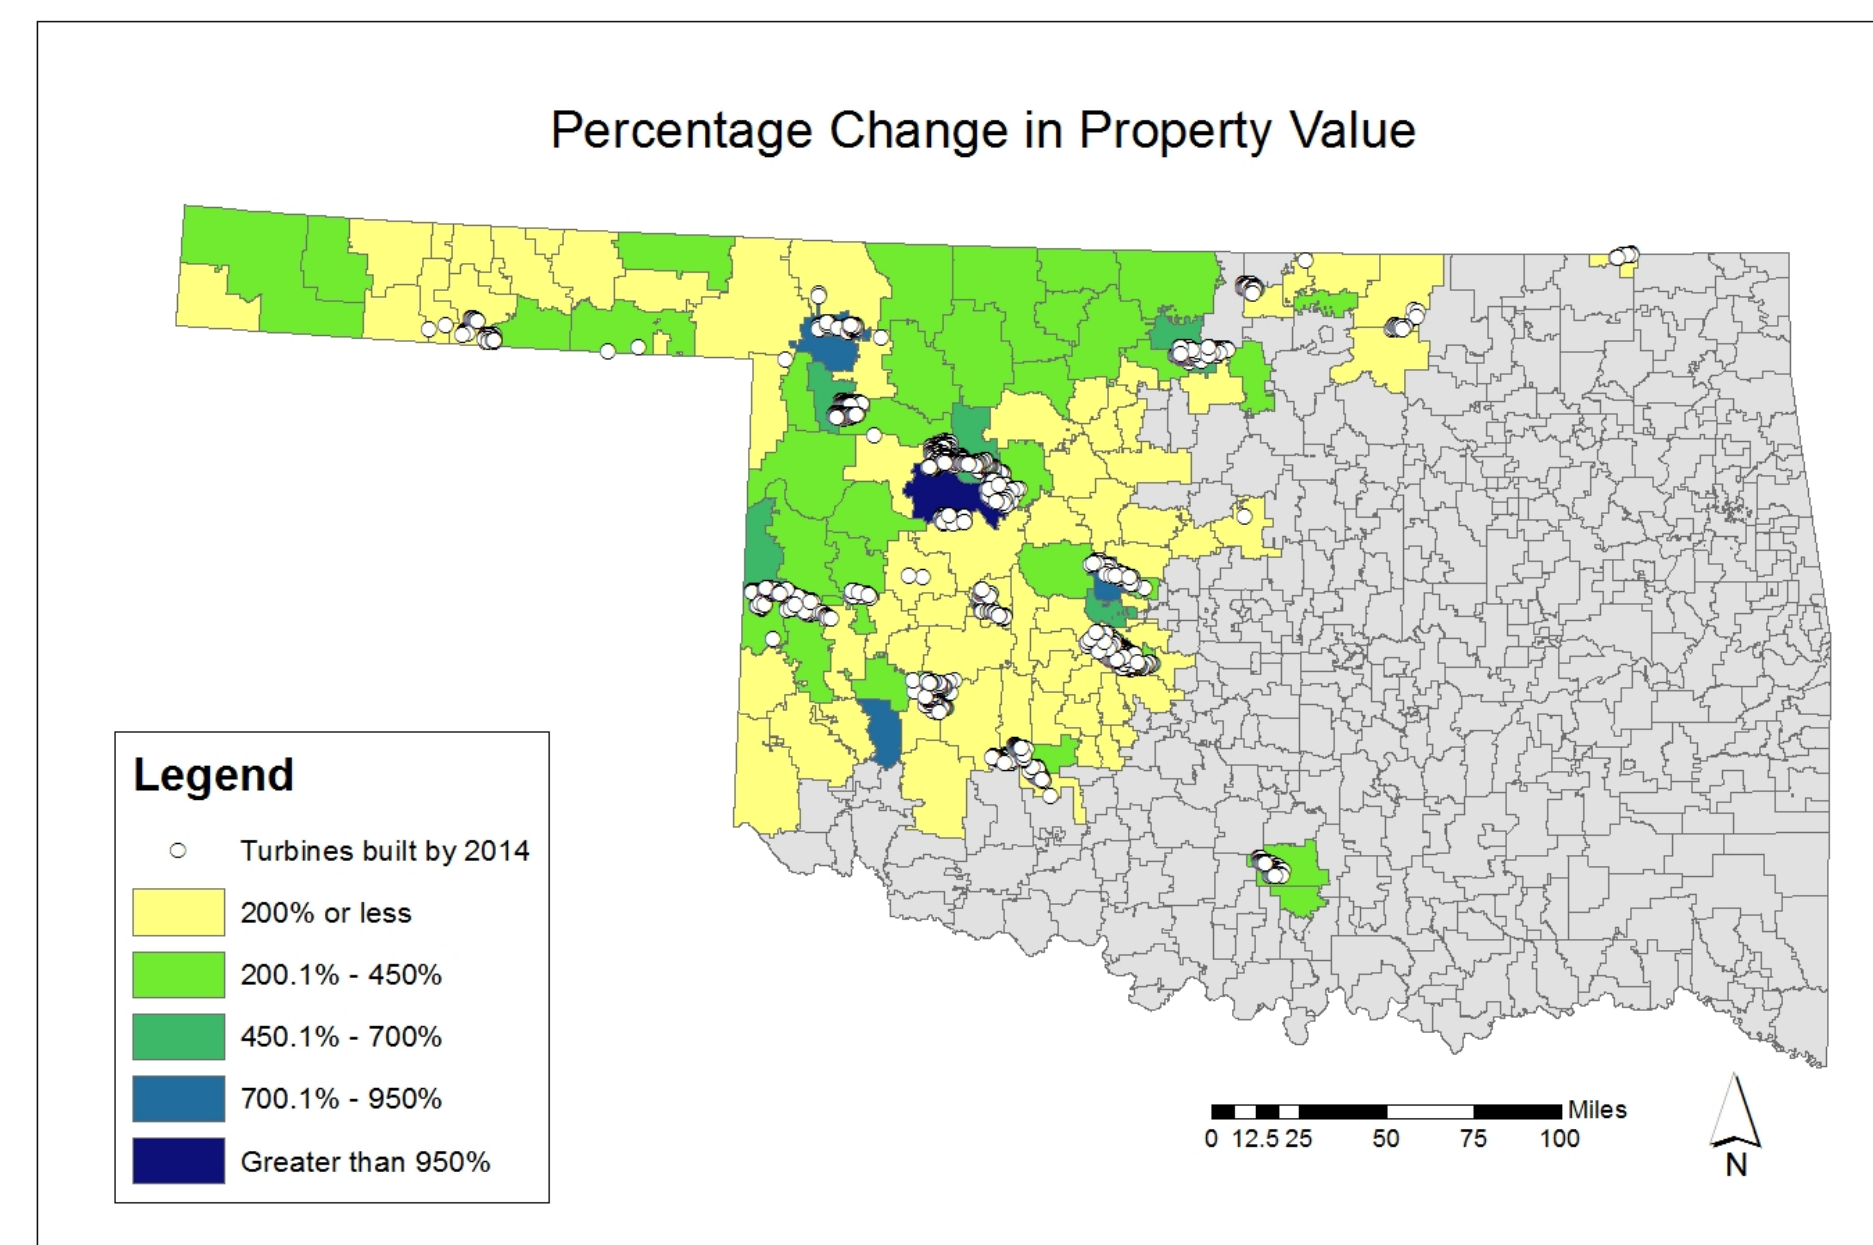 Percentage Change in Property Value
Legend
Turbines built by 2014
200% or less
200.1% - 450%
450.1% - 700%
700.1% - 950%
Greater than 950%
Miles
0 12.5 25 50 75 100
N